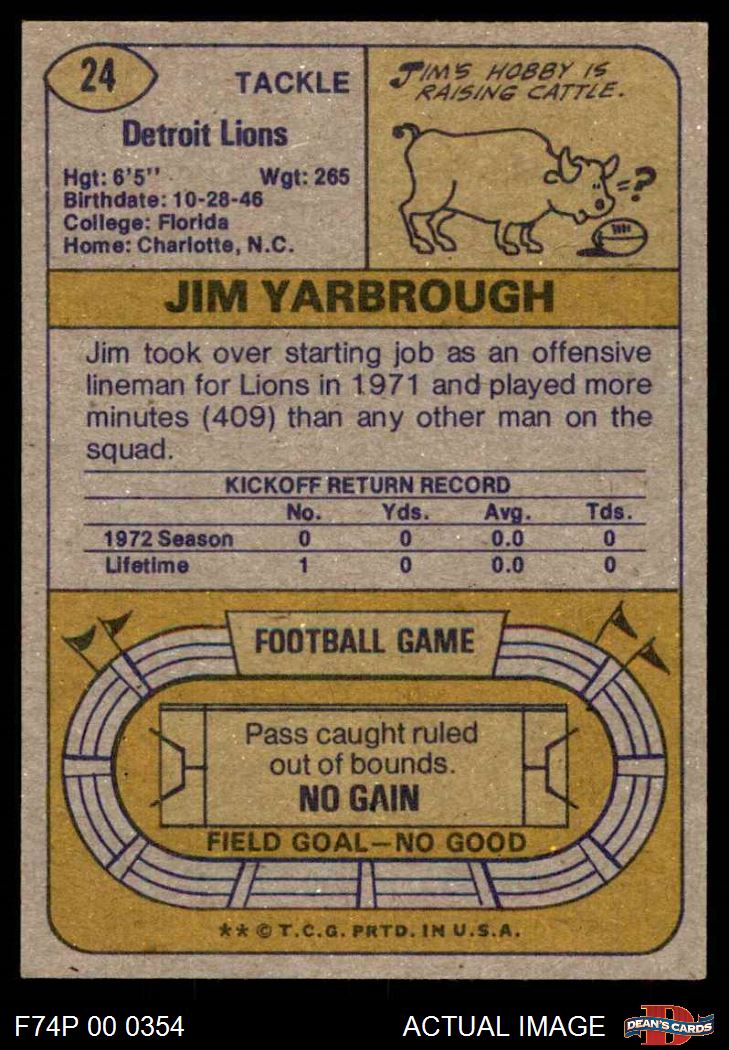 24
TACKLE
Detroit Lions
Hgt: 6'5" Wgt: 265
Birthdate: 10-28-46
College: Florida
Home: Charlotte, N.C.
JIM'S HOBBY IS
RAISING CATTLE.
=?
JIM YARBROUGH
Jim took over starting job as an offensive
lineman for Lions in 1971 and played more
minutes (409) than any other man on the
squad.
KICKOFF RETURN RECORD
No. Yds. Avg. Tds.
1972 Season 0 0 0.0 0
Lifetime 1 0 0.0 0
FOOTBALL GAME
Pass caught ruled
out of bounds.
NO GAIN
FIELD GOAL—NO GOOD
** © T.C.G. PRTD. IN U.S.A.
F74P 00 0354 ACTUAL IMAGE
D
DEAN'S CARDS